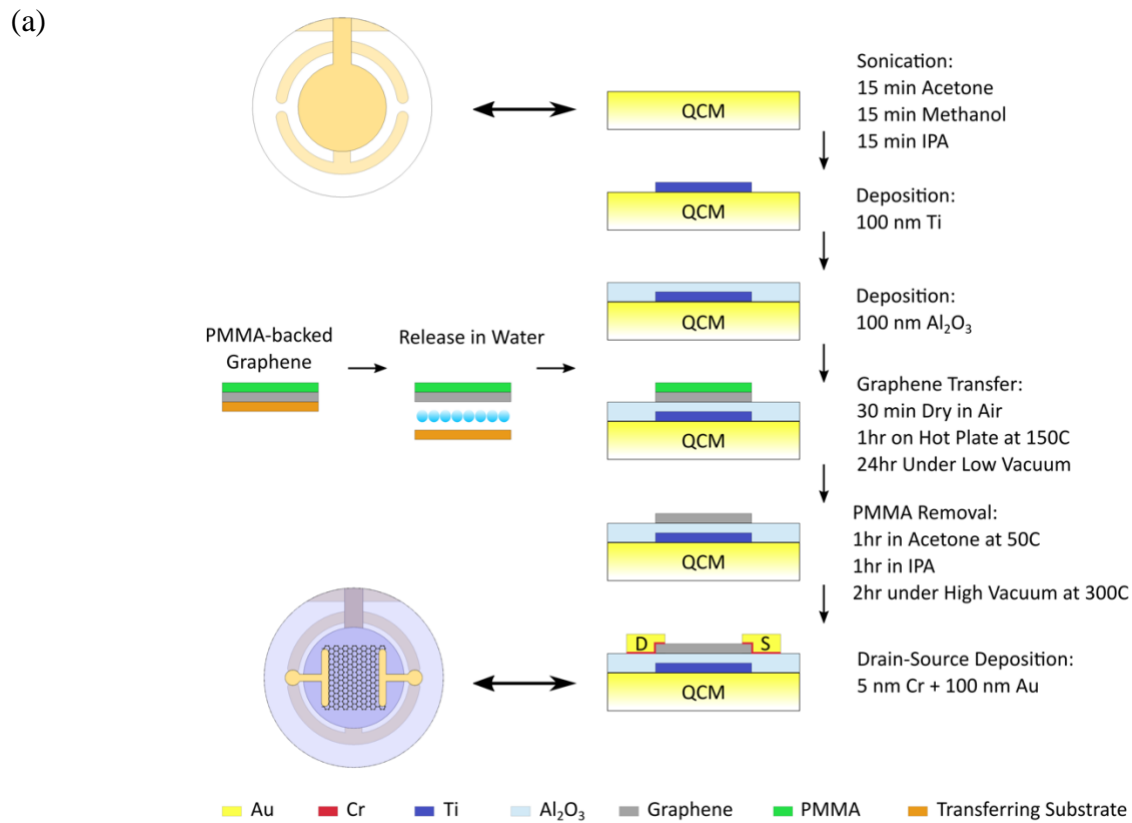 (a)
QCM
Sonication:
15 min Acetone
15 min Methanol
15 min IPA
QCM
Deposition:
100 nm Ti
QCM
Deposition:
100 nm Al₂O₃
PMMA-backed
Graphene
Release in Water
QCM
Graphene Transfer:
30 min Dry in Air
1hr on Hot Plate at 150C
24hr Under Low Vacuum
QCM
PMMA Removal:
1hr in Acetone at 50C
1hr in IPA
2hr under High Vacuum at 300C
D S
QCM
Drain-Source Deposition:
5 nm Cr + 100 nm Au
Au Cr Ti Al₂O₃ Graphene PMMA Transferring Substrate